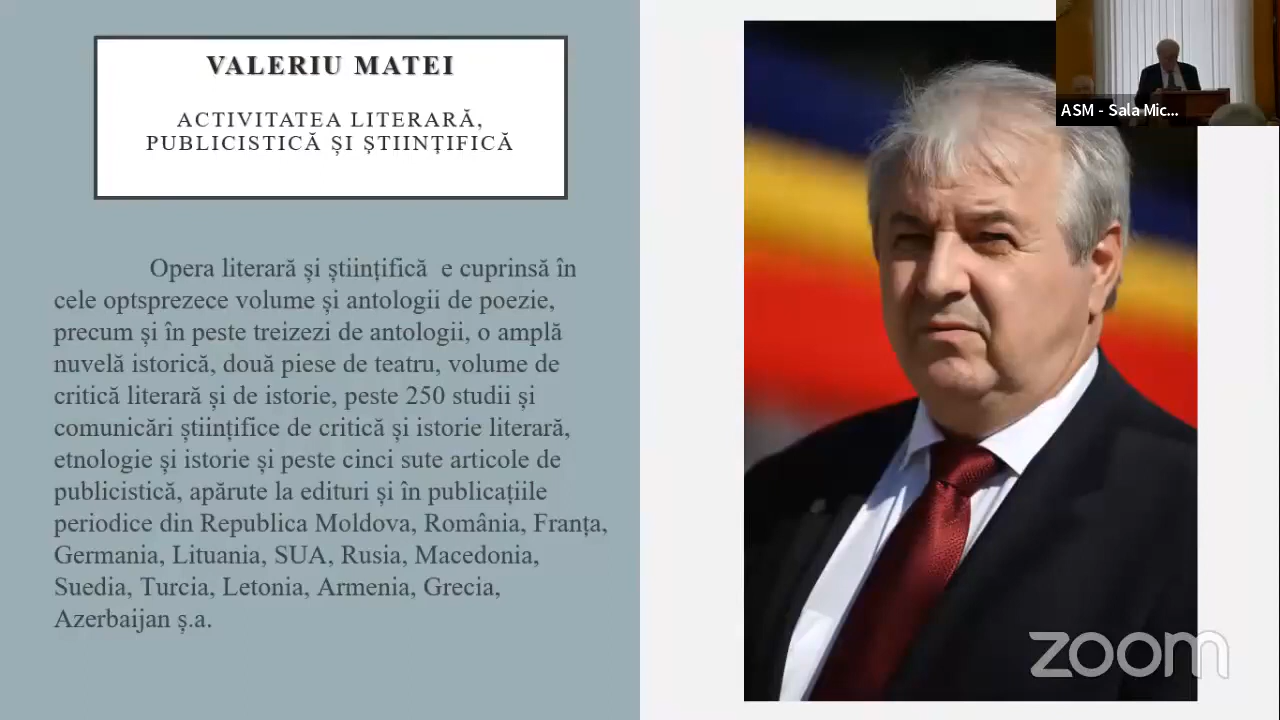 VALERIU MATEI
ACTIVITATEA LITERARĂ,
PUBLICISTICĂ ȘI ȘTIINŢIFICĂ
Opera literară și științifică e cuprinsă în
cele optsprezece volume și antologii de poezie,
precum și în peste treizezi de antologii, o amplă
nuvelă istorică, două piese de teatru, volume de
critică literară și de istorie, peste 250 studii și
comunicări științifice de critică și istorie literară,
etnologie și istorie și peste cinci sute articole de
publicistică, apărute la edituri și în publicațiile
periodice din Republica Moldova, România, Franța,
Germania, Lituania, SUA, Rusia, Macedonia,
Suedia, Turcia, Letonia, Armenia, Grecia,
Azerbaijan ș.a.
ASM - Sala Mic...
zoom